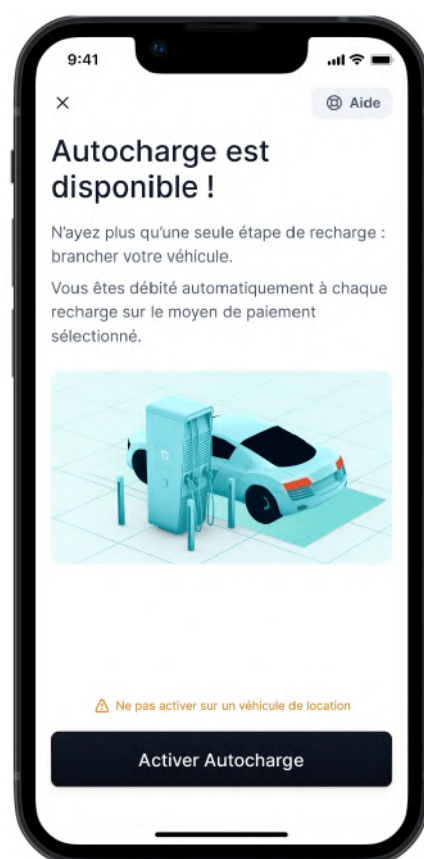 9:41
Aide
Autocharge est
disponible !
N'ayez plus qu'une seule étape de recharge :
brancher votre véhicule.
Vous êtes débité automatiquement à chaque
recharge sur le moyen de paiement
sélectionné.
Ne pas activer sur un véhicule de location
Activer Autocharge